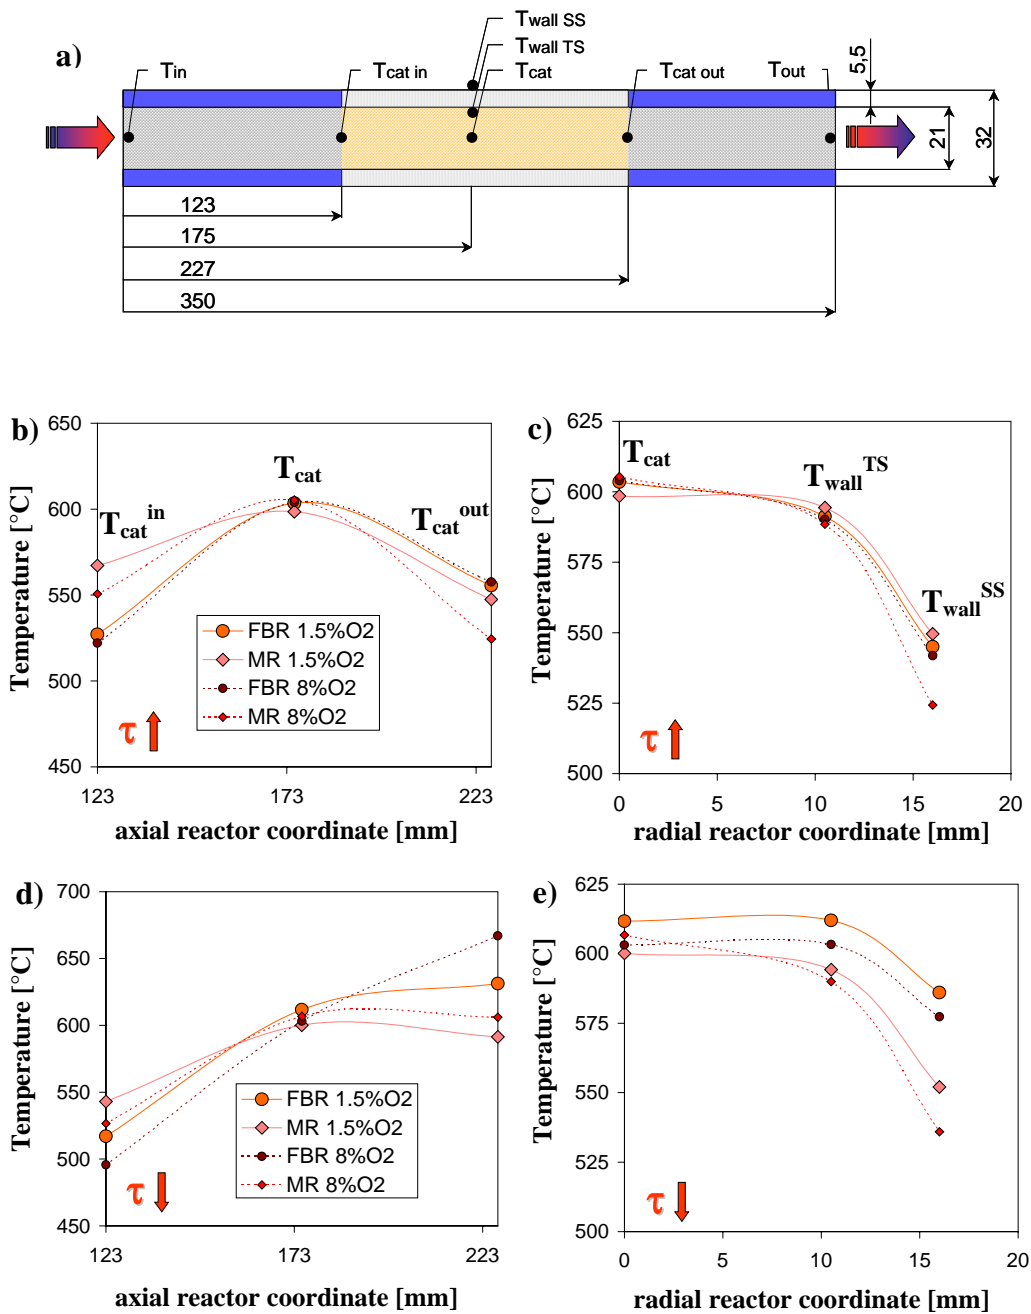 a)
Twall SS
Twall TS
Tin
Tcat in
Tcat
Tcat out
Tout
5,5
21
32
123
175
227
350
b)
650
600
550
500
450
Temperature [°C]
Tcat in
Tcat
Tcat out
FBR 1.5%O2
MR 1.5%O2
FBR 8%O2
MR 8%O2
τ
123
173
223
axial reactor coordinate [mm]
c)
625
600
575
550
525
500
Temperature [°C]
Tcat
Twall TS
Twall SS
τ
0
5
10
15
20
radial reactor coordinate [mm]
d)
700
650
600
550
500
450
Temperature [°C]
FBR 1.5%O2
MR 1.5%O2
FBR 8%O2
MR 8%O2
τ
123
173
223
axial reactor coordinate [mm]
e)
625
600
575
550
525
500
Temperature [°C]
τ
0
5
10
15
20
radial reactor coordinate [mm]